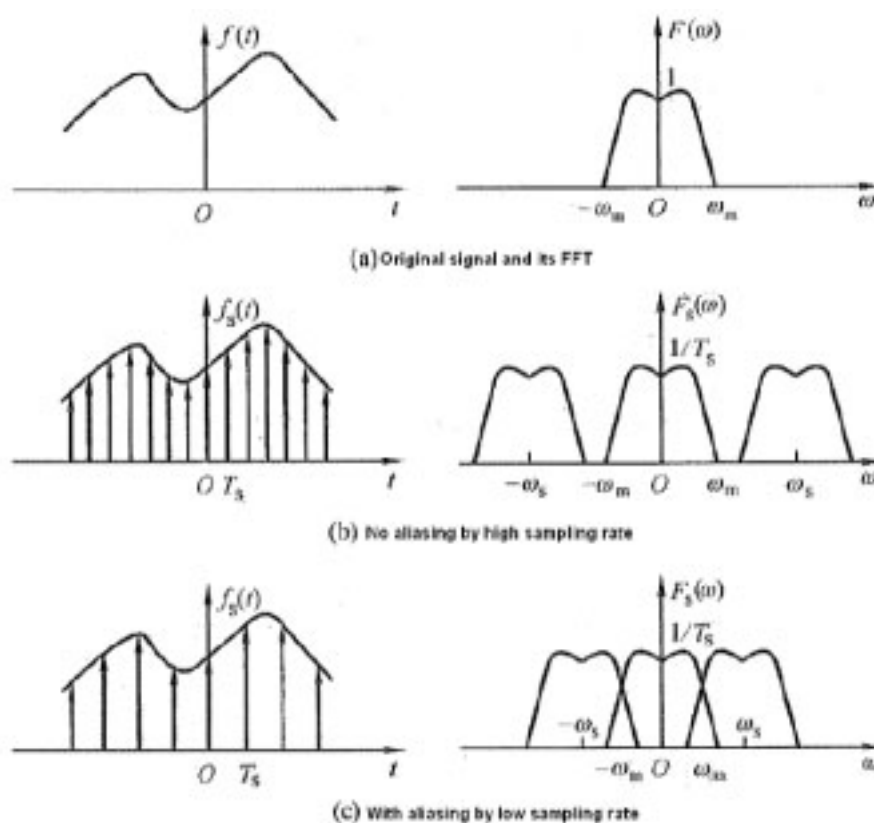 f(t)
F(ω)
1
O
t
-ωm
O
ωm
ω
(a) Original signal and its FFT
fs(t)
Fs(ω)
1/Ts
O Ts
t
-ωs
-ωm
O
ωm
ωs
ω
(b) No aliasing by high sampling rate
fs(t)
Fs(ω)
1/Ts
O
Ts
t
-ωs
ωs
-ωm
O
ωm
ω
(c) With aliasing by low sampling rate